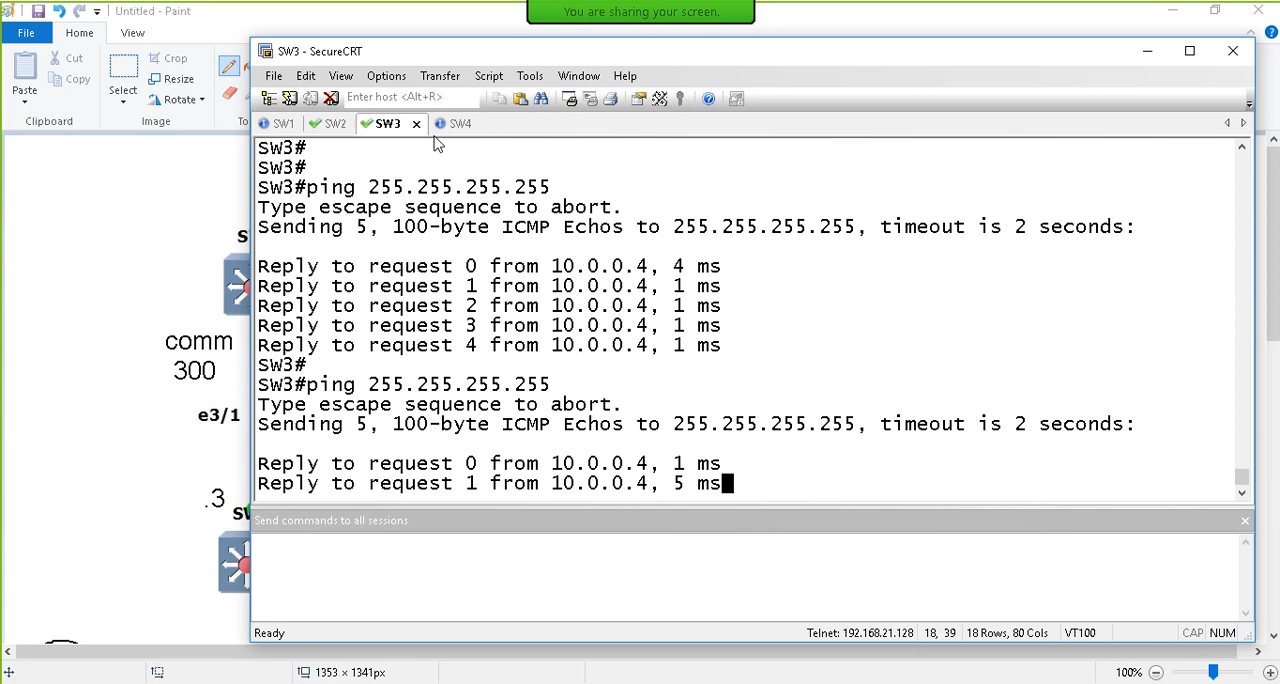 You are sharing your screen.
Untitled - Paint
File Home View
Cut
Copy
Paste
Clipboard
Select
Crop
Resize
Rotate
Image
SW3 - SecureCRT
File Edit View Options Transfer Script Tools Window Help
Enter host <Alt+R>
SW1 SW2 SW3 SW4
SW3#
SW3#
SW3#ping 255.255.255.255
Type escape sequence to abort.
Sending 5, 100-byte ICMP Echos to 255.255.255.255, timeout is 2 seconds:
Reply to request 0 from 10.0.0.4, 4 ms
Reply to request 1 from 10.0.0.4, 1 ms
Reply to request 2 from 10.0.0.4, 1 ms
Reply to request 3 from 10.0.0.4, 1 ms
Reply to request 4 from 10.0.0.4, 1 ms
SW3#
SW3#ping 255.255.255.255
Type escape sequence to abort.
Sending 5, 100-byte ICMP Echos to 255.255.255.255, timeout is 2 seconds:
Reply to request 0 from 10.0.0.4, 1 ms
Reply to request 1 from 10.0.0.4, 5 ms
comm
300
e3/1
.3
Send commands to all sessions
Ready Telnet: 192.168.21.128 18, 39 18 Rows, 80 Cols VT100 CAP NUM
1353 × 1341px 100%